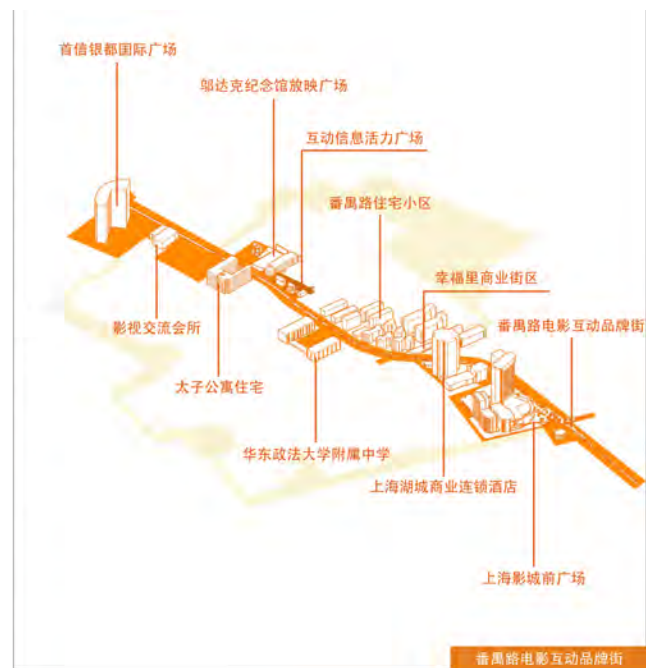 首信银都国际广场
邬达克纪念馆放映广场
互动信息活力广场
番禺路住宅小区
幸福里商业街区
番禺路电影互动品牌街
影视交流会所
太子公寓住宅
华东政法大学附属中学
上海湖城商业连锁酒店
上海影城前广场
番禺路电影互动品牌街